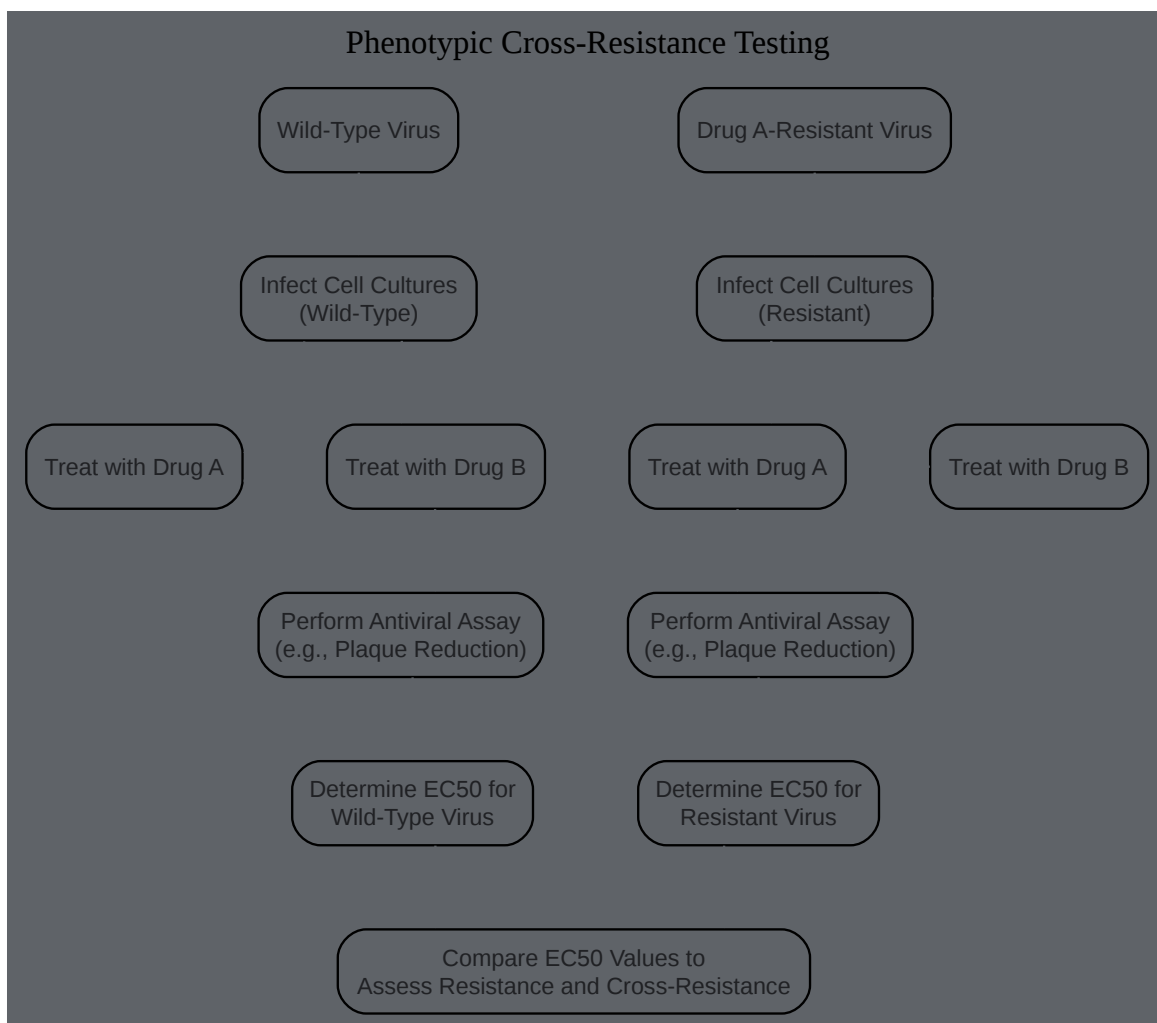 Phenotypic Cross-Resistance Testing
Wild-Type Virus
Drug A-Resistant Virus
Infect Cell Cultures
(Wild-Type)
Infect Cell Cultures
(Resistant)
Treat with Drug A
Treat with Drug B
Treat with Drug A
Treat with Drug B
Perform Antiviral Assay
(e.g., Plaque Reduction)
Perform Antiviral Assay
(e.g., Plaque Reduction)
Determine EC50 for
Wild-Type Virus
Determine EC50 for
Resistant Virus
Compare EC50 Values to
Assess Resistance and Cross-Resistance